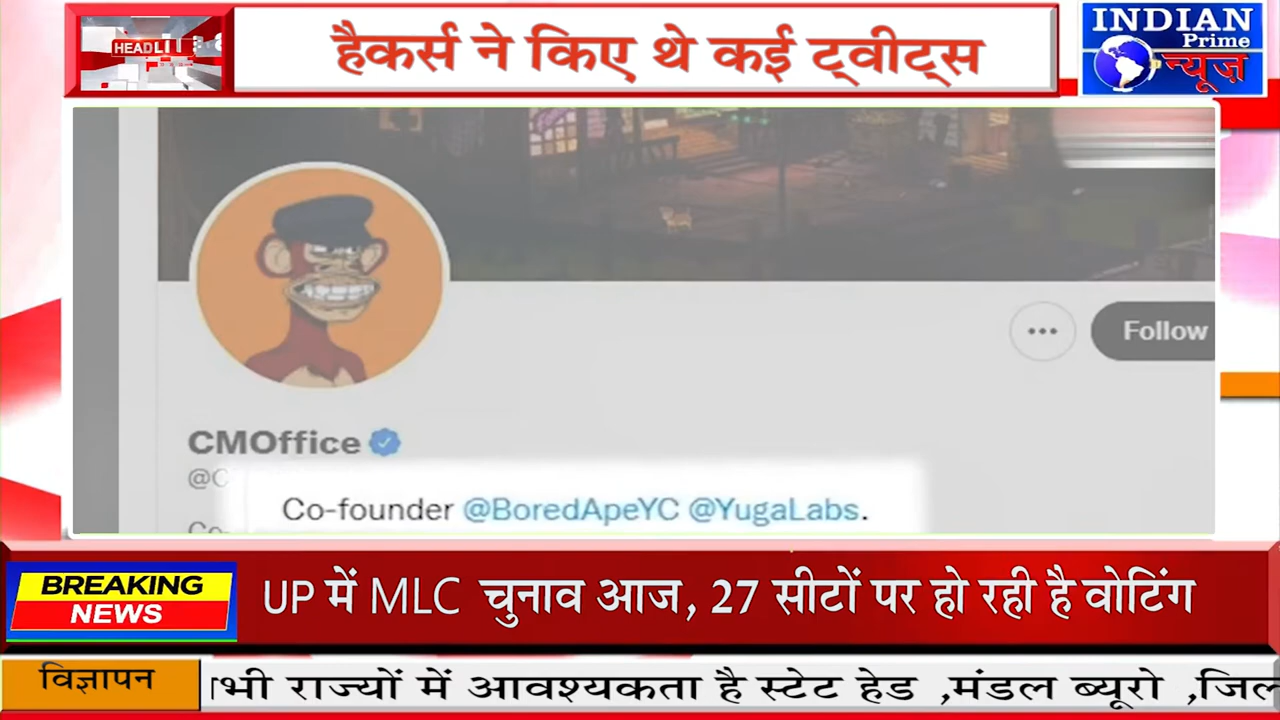 HEADLI
हैकर्स ने किए थे कई ट्वीट्स
INDIAN
Prime
न्यूज़
Follow
CMOffice
@C
Co-founder @BoredApeYC @YugaLabs.
BREAKING
NEWS
UP में MLC चुनाव आज, 27 सीटों पर हो रही है वोटिंग
विज्ञापन
भी राज्यों में आवश्यकता है स्टेट हेड ,मंडल ब्यूरो ,जिल